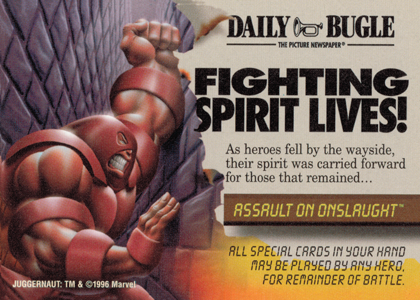 DAILY BUGLE
THE PICTURE NEWSPAPER®
FIGHTING
SPIRIT LIVES!
As heroes fell by the wayside,
their spirit was carried forward
for those that remained...
ASSAULT ON ONSLAUGHT™
ALL SPECIAL CARDS IN YOUR HAND
MAY BE PLAYED BY ANY HERO,
FOR REMAINDER OF BATTLE.
JUGGERNAUT: TM & ©1996 Marvel